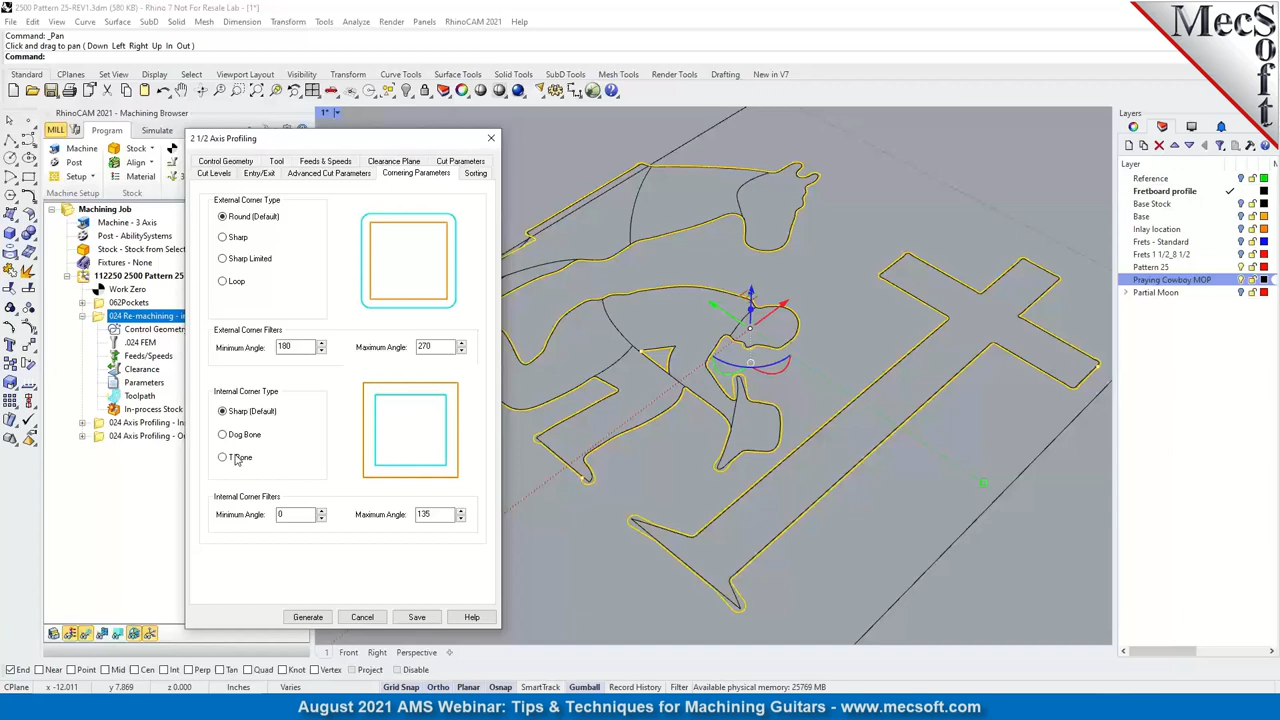 2500 Pattern 25-REV1.3dm (580 KB) - Rhino 7 Not For Resale Lab - [1*]
File Edit View Curve Surface SubD Solid Mesh Dimension Transform Tools Analyze Render Panels RhinoCAM 2021 Help
Command: _Pan
Click and drag to pan ( Down Left Right Up In Out )
Command:
MecSoft
Standard CPlanes Set View Display Select Viewport Layout Visibility Transform Curve Tools Surface Tools Solid Tools SubD Tools Mesh Tools Render Tools Drafting New in V7
RhinoCAM 2021 - Machining Browser
MILL Program Simulate
Machine Stock
Post Align
Setup Material
Machine Setup Stock
Machining Job
Machine - 3 Axis
Post - AbilitySystems
Stock - Stock from Select
Fixtures - None
112250 2500 Pattern 25
Work Zero
062Pockets
024 Re-machining - in
Control Geometry
.024 FEM
Feeds/Speeds
Clearance
Parameters
Toolpath
In-process Stock
024 Axis Profiling - In
024 Axis Profiling - Ou
2 1/2 Axis Profiling
Control Geometry Tool Feeds & Speeds Clearance Plane Cut Parameters
Cut Levels Entry/Exit Advanced Cut Parameters Cornering Parameters Sorting
External Corner Type
Round (Default)
Sharp
Sharp Limited
Loop
External Corner Filters
Minimum Angle: 180 Maximum Angle: 270
Internal Corner Type
Sharp (Default)
Dog Bone
T Bone
Internal Corner Filters
Minimum Angle: 0 Maximum Angle: 135
Generate Cancel Save Help
1*
Layers
Layer
Reference
Fretboard profile
Base Stock
Base
Inlay location
Frets - Standard
Frets 1 1/2_8 1/2
Pattern 25
Praying Cowboy MOP
Partial Moon
1 Front Right Perspective
End Near Point Mid Cen Int Perp Tan Quad Knot Vertex Project Disable
CPlane x -12.011 y 7.869 z 0.000 Inches Varies Grid Snap Ortho Planar Osnap SmartTrack Gumball Record History Filter Available physical memory: 25769 MB
August 2021 AMS Webinar: Tips & Techniques for Machining Guitars - www.mecsoft.com